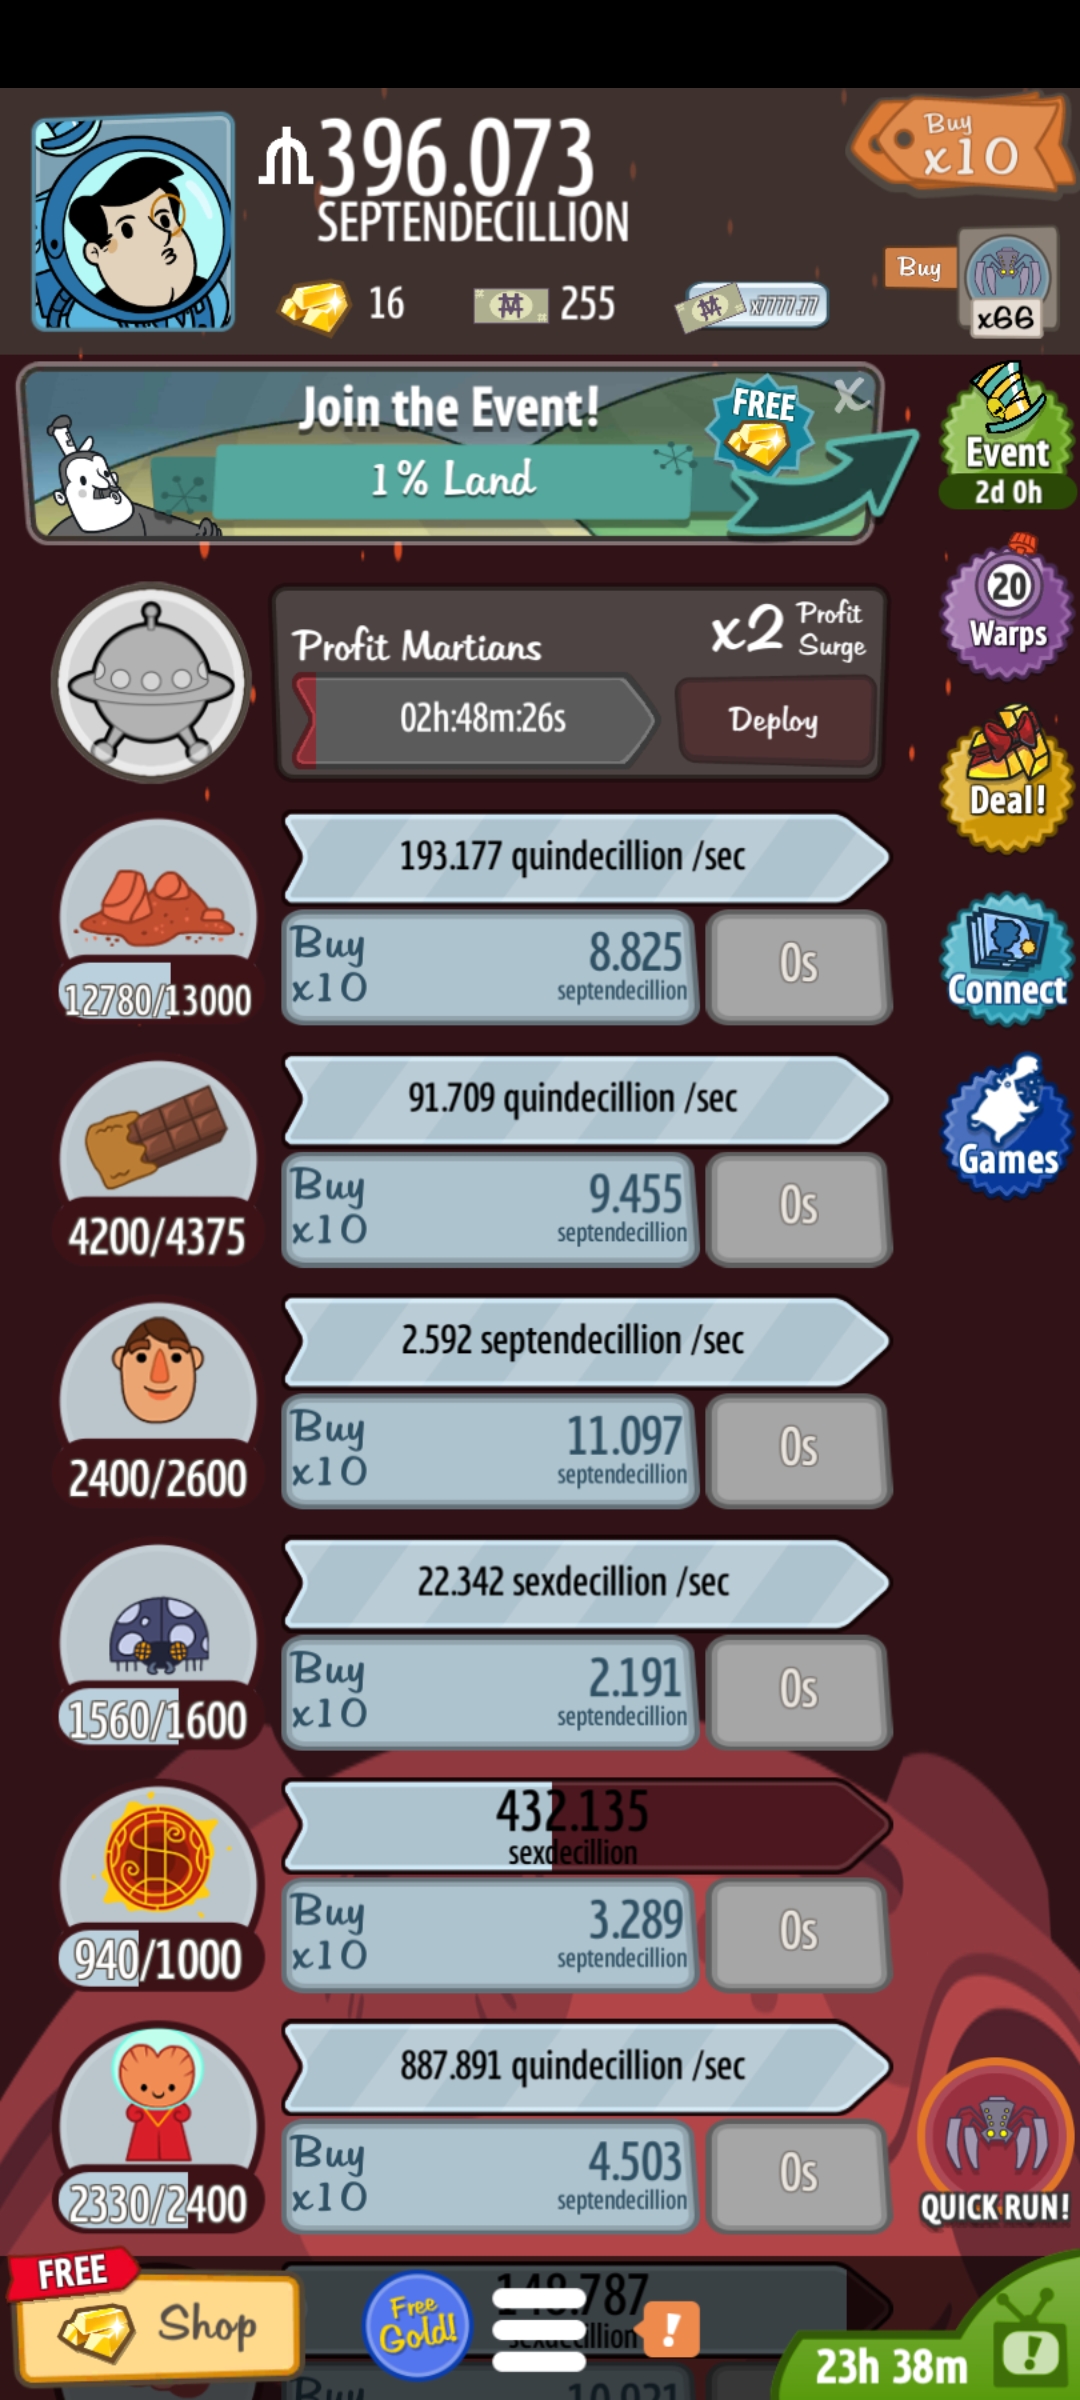 396.073
SEPTENDECILLION
Buy
x10
16
255
x7777.77
Buy
x66
Join the Event!
FREE
x
1% Land
Event
2d 0h
Profit Martians
x2 Profit
Surge
02h:48m:26s
Deploy
20
Warps
Deal!
193.177 quindecillion /sec
Buy
x10
8.825
septendecillion
0s
12780/13000
Connect
91.709 quindecillion /sec
Buy
x10
9.455
septendecillion
0s
4200/4375
Games
2.592 septendecillion /sec
Buy
x10
11.097
septendecillion
0s
2400/2600
22.342 sexdecillion /sec
Buy
x10
2.191
septendecillion
0s
1560/1600
432.135
sexdecillion
Buy
x10
3.289
septendecillion
0s
940/1000
887.891 quindecillion /sec
Buy
x10
4.503
septendecillion
0s
2330/2400
QUICK RUN!
FREE
Shop
Free
Gold!
!
23h 38m
!